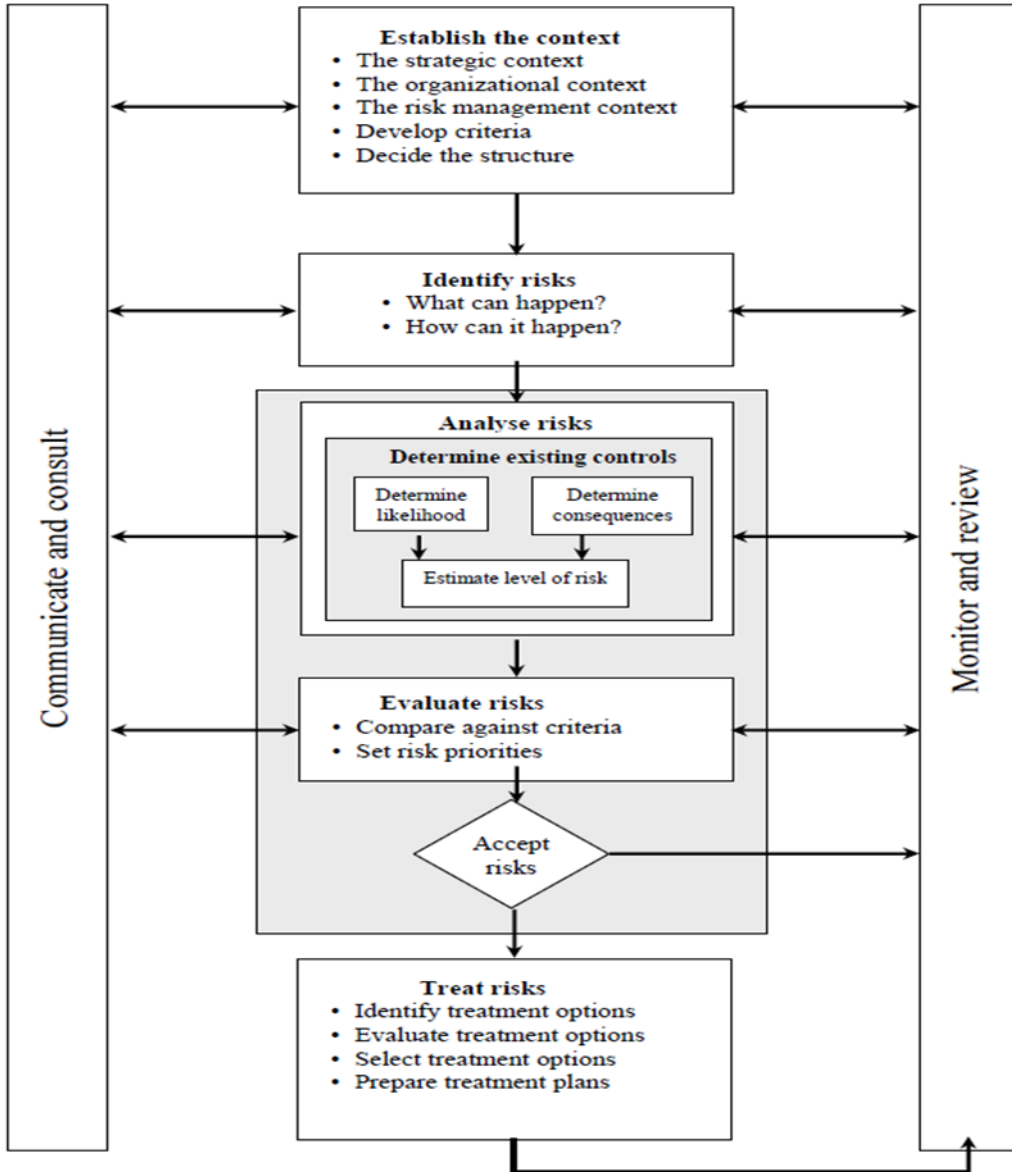 Establish the context
• The strategic context
• The organizational context
• The risk management context
• Develop criteria
• Decide the structure
Identify risks
• What can happen?
• How can it happen?
Analyse risks
Determine existing controls
Determine
likelihood
Determine
consequences
Estimate level of risk
Evaluate risks
• Compare against criteria
• Set risk priorities
Accept
risks
Treat risks
• Identify treatment options
• Evaluate treatment options
• Select treatment options
• Prepare treatment plans
Communicate and consult
Monitor and review